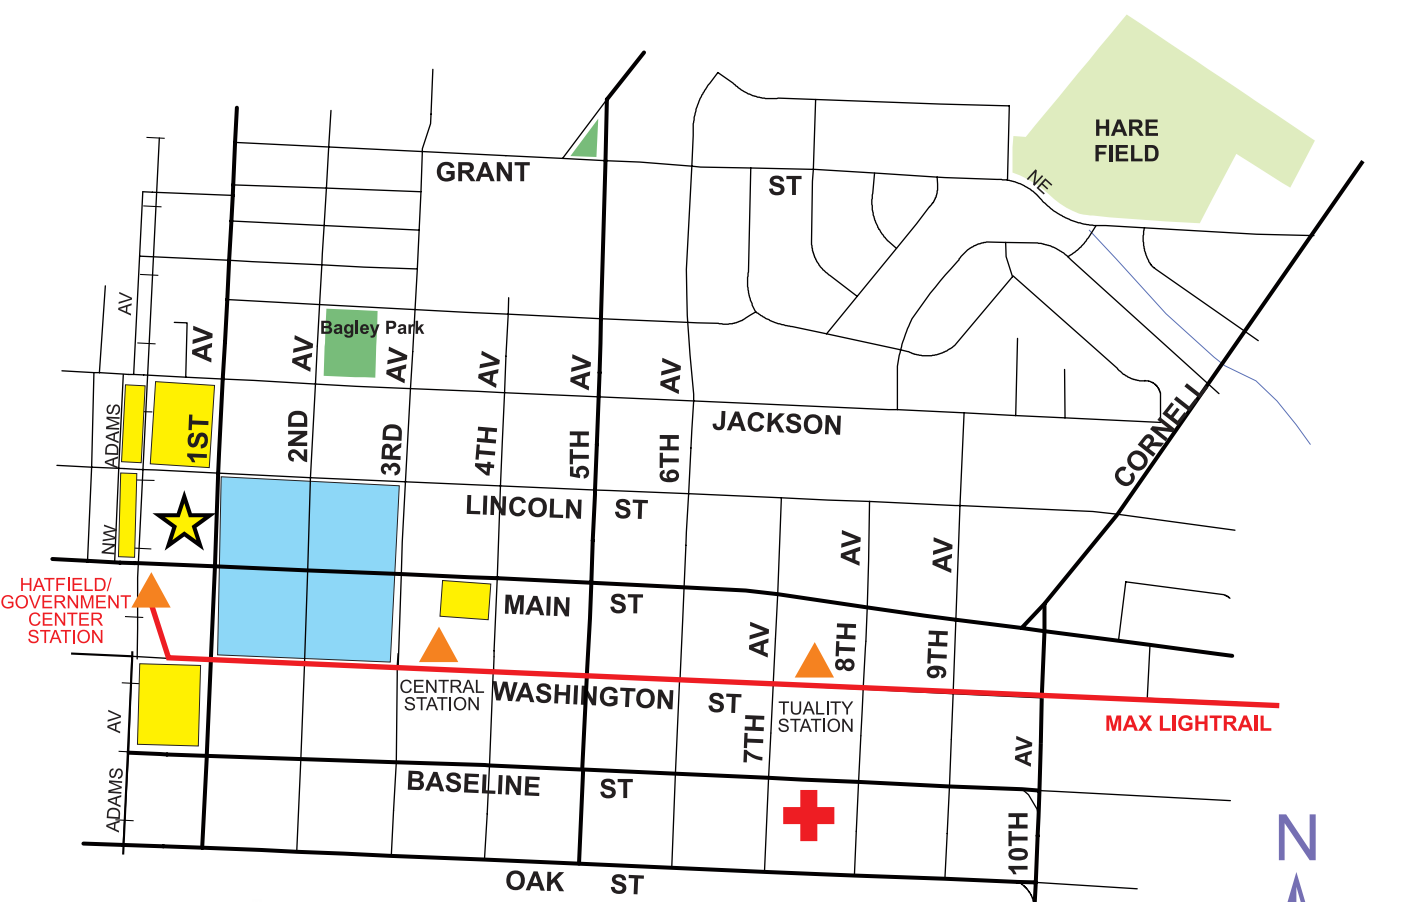 HARE
FIELD
GRANT
ST
NE
AV
AV
Bagley Park
AV
AV
AV
AV
AV
ADAMS
1ST
2ND
3RD
4TH
5TH
6TH
JACKSON
CORNELL
LINCOLN
ST
NW
AV
AV
HATFIELD/
GOVERNMENT
CENTER
STATION
MAIN
ST
AV
8TH
9TH
CENTRAL
STATION
WASHINGTON
ST
TUALITY
STATION
MAX LIGHTRAIL
AV
7TH
AV
ADAMS
BASELINE
ST
10TH
N
OAK
ST